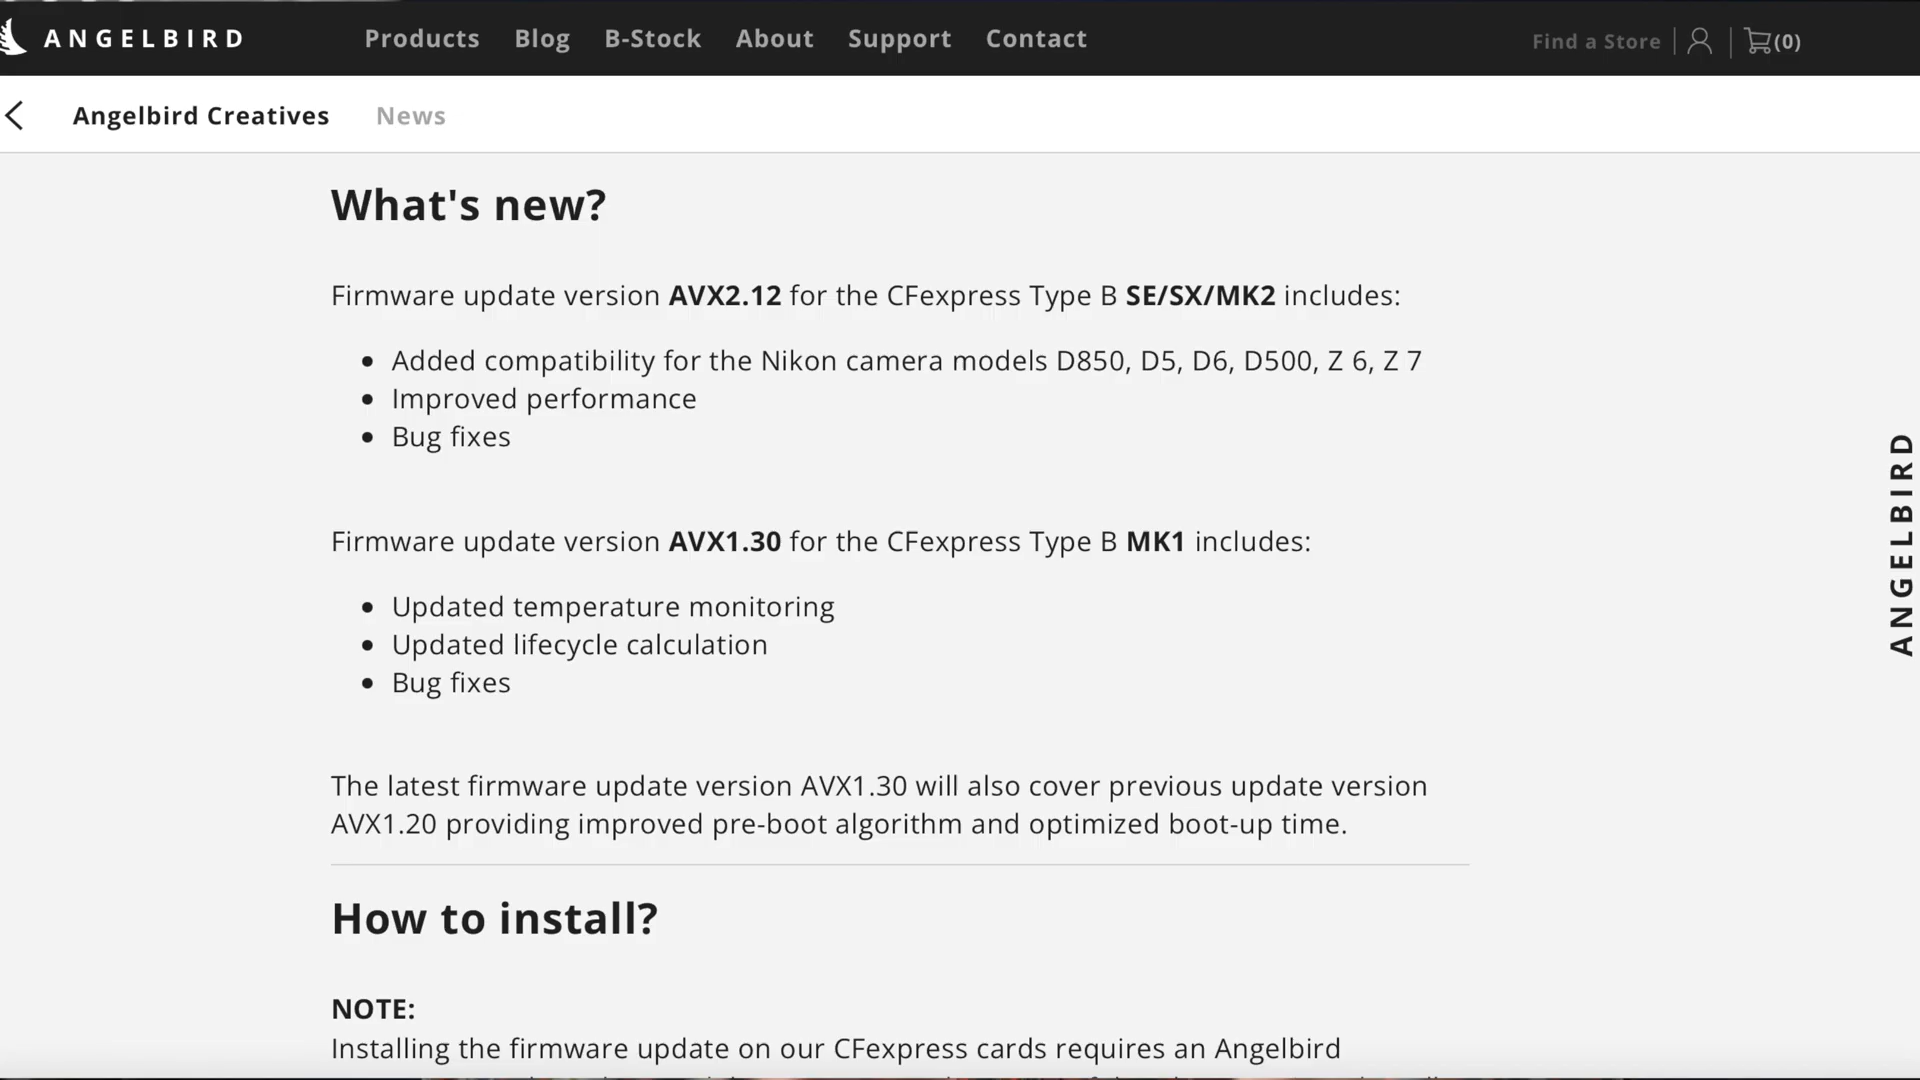 ANGELBIRD
Products Blog B-Stock About Support Contact
Find a Store (0)
Angelbird Creatives News
What's new?
Firmware update version AVX2.12 for the CFexpress Type B SE/SX/MK2 includes:
Added compatibility for the Nikon camera models D850, D5, D6, D500, Z 6, Z 7
Improved performance
Bug fixes
ANGELBIRD
Firmware update version AVX1.30 for the CFexpress Type B MK1 includes:
Updated temperature monitoring
Updated lifecycle calculation
Bug fixes
The latest firmware update version AVX1.30 will also cover previous update version
AVX1.20 providing improved pre-boot algorithm and optimized boot-up time.
How to install?
NOTE:
Installing the firmware update on our CFexpress cards requires an Angelbird